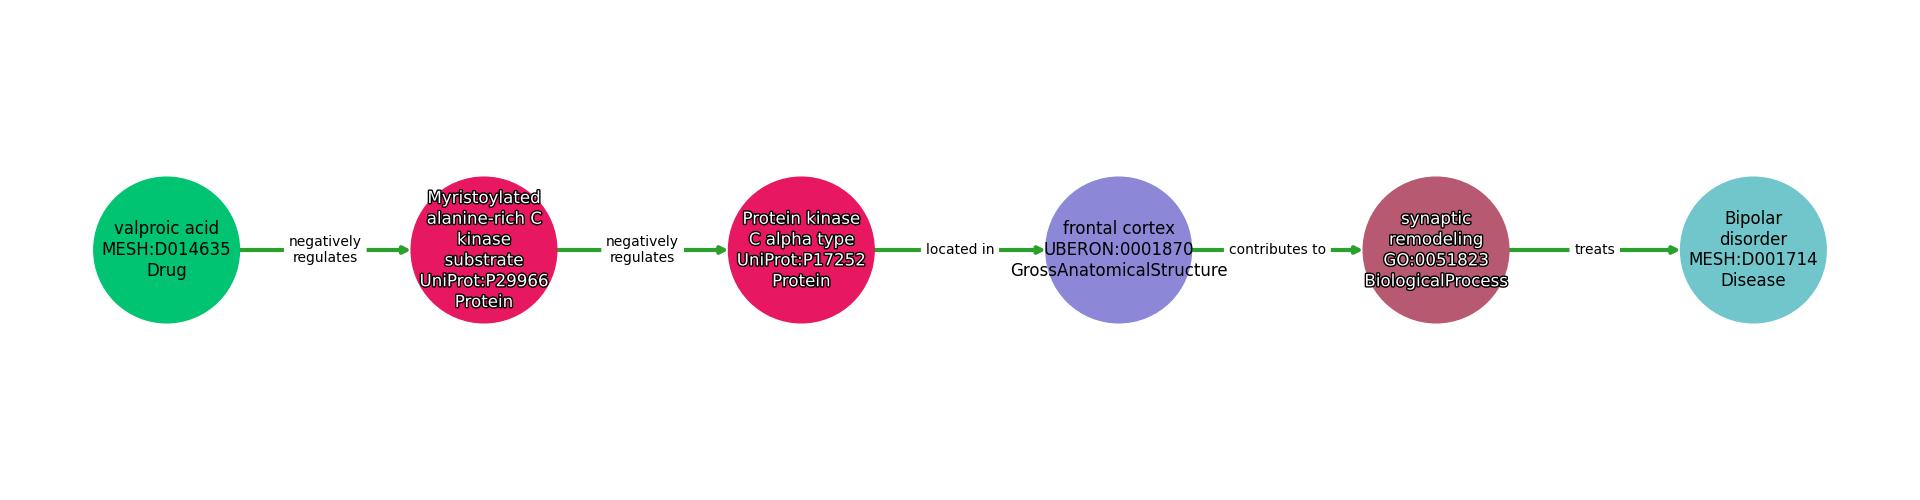 valproic acid
MESH:D014635
Drug
negatively
regulates
Myristoylated
alanine-rich C
kinase
substrate
UniProt:P29966
Protein
negatively
regulates
Protein kinase
C alpha type
UniProt:P17252
Protein
located in
frontal cortex
UBERON:0001870
GrossAnatomicalStructure
contributes to
synaptic
remodeling
GO:0051823
BiologicalProcess
treats
Bipolar
disorder
MESH:D001714
Disease